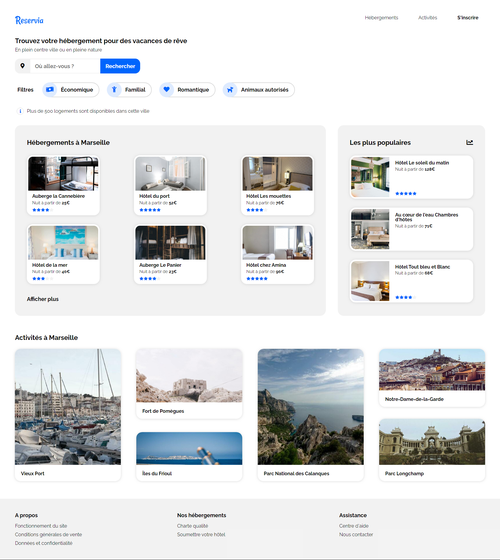 Reservia
Hébergements
Activités
S'inscrire
Trouvez votre hébergement pour des vacances de rêve
En plein centre ville ou en pleine nature
Où allez-vous ?
Rechercher
Filtres
Économique
Familial
Romantique
Animaux autorisés
Plus de 500 logements sont disponibles dans cette ville
Hébergements à Marseille
Auberge la Cannebière
Nuit à partir de 25€
Hôtel du port
Nuit à partir de 52€
Hôtel Les mouettes
Nuit à partir de 76€
Hôtel de la mer
Nuit à partir de 46€
Auberge Le Panier
Nuit à partir de 23€
Hôtel chez Amina
Nuit à partir de 96€
Afficher plus
Les plus populaires
Hôtel Le soleil du matin
Nuit à partir de 128€
Au cœur de l'eau Chambres
d'hôtes
Nuit à partir de 71€
Hôtel Tout bleu et Blanc
Nuit à partir de 68€
Activités à Marseille
Vieux Port
Fort de Pomègues
Îles du Frioul
Parc National des Calanques
Notre-Dame-de-la-Garde
Parc Longchamp
A propos
Fonctionnement du site
Conditions générales de vente
Données et confidentialité
Nos hébergements
Charte qualité
Soumettre votre hôtel
Assistance
Centre d'aide
Nous contacter